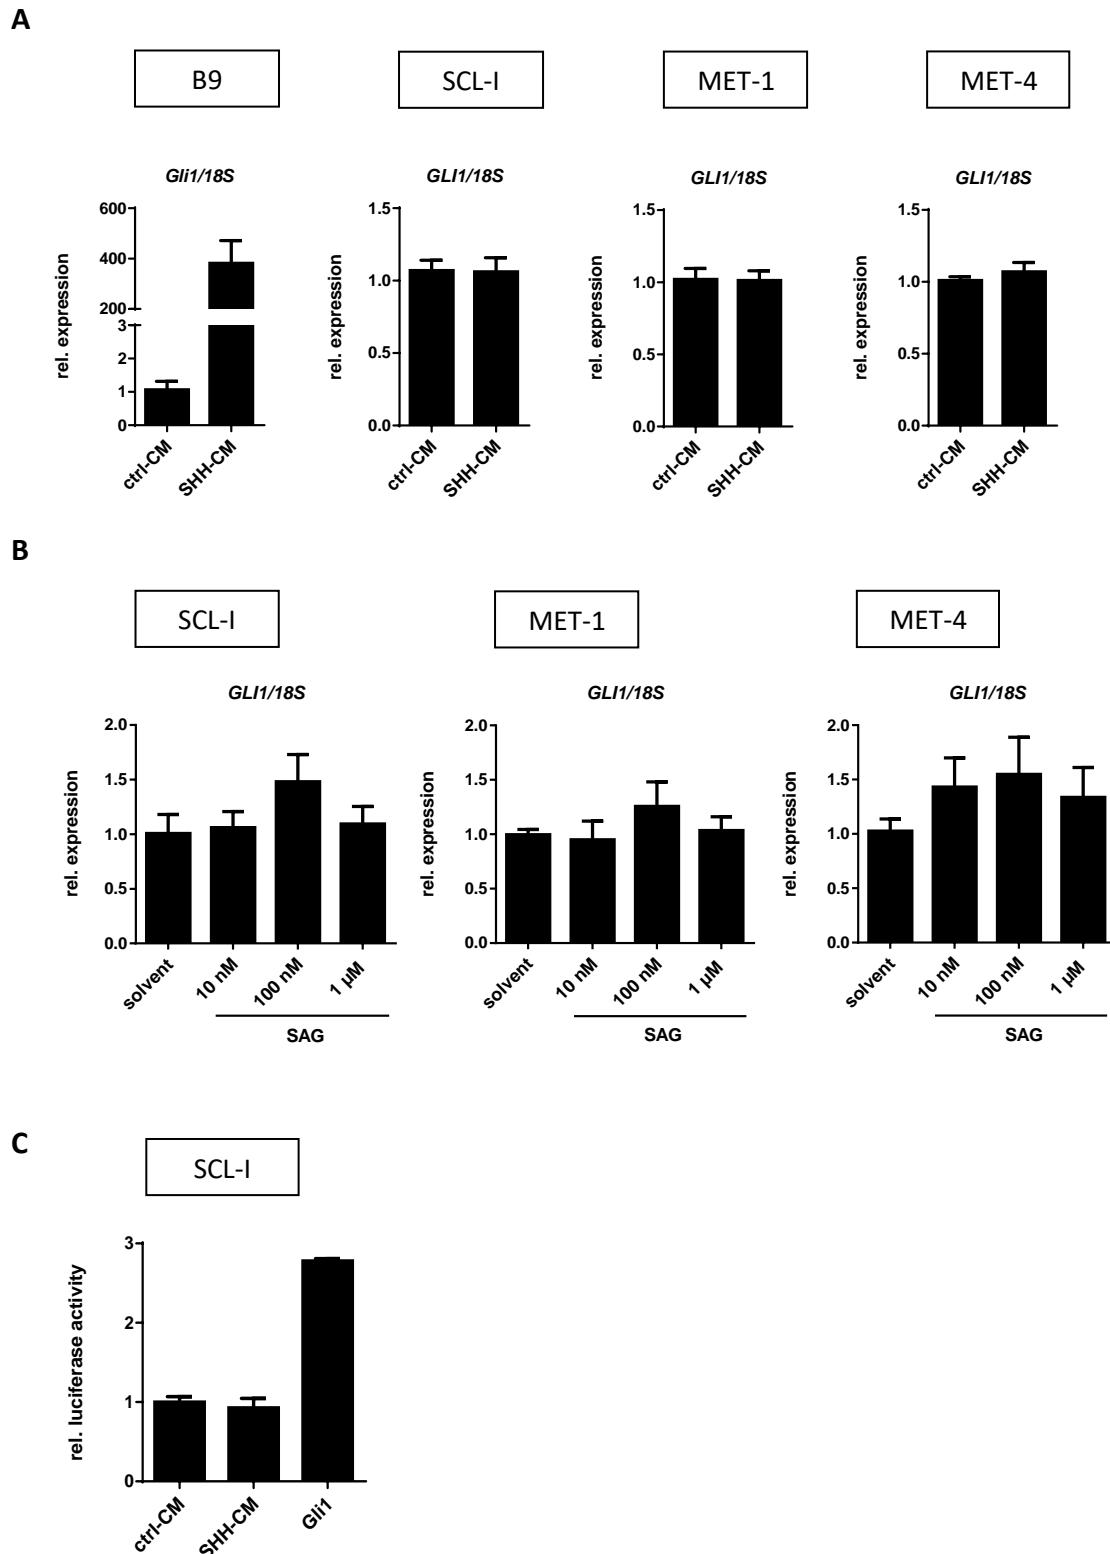 A
B9 SCL-I MET-1 MET-4
Gli1/18S GLI1/18S GLI1/18S GLI1/18S
rel. expression
600
400
200
3
2
1
0
ctrl-CM SHH-CM
rel. expression
1.5
1.0
0.5
0.0
ctrl-CM SHH-CM
rel. expression
1.5
1.0
0.5
0.0
ctrl-CM SHH-CM
rel. expression
1.5
1.0
0.5
0.0
ctrl-CM SHH-CM
B
SCL-I MET-1 MET-4
GLI1/18S GLI1/18S GLI1/18S
rel. expression
2.0
1.5
1.0
0.5
0.0
solvent 10 nM 100 nM 1 µM
SAG
rel. expression
2.0
1.5
1.0
0.5
0.0
solvent 10 nM 100 nM 1 µM
SAG
rel. expression
2.0
1.5
1.0
0.5
0.0
solvent 10 nM 100 nM 1 µM
SAG
C
SCL-I
rel. luciferase activity
3
2
1
0
ctrl-CM SHH-CM Gli1